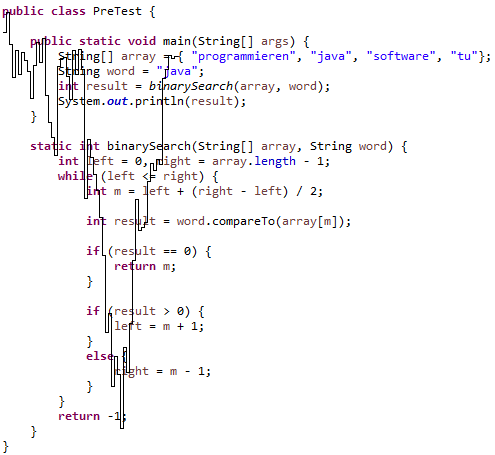 public class PreTest {
public static void main(String[] args) {
String[] array = { "programmieren", "java", "software", "tu"};
String word = "java";
int result = binarySearch(array, word);
System.out.println(result);
}
static int binarySearch(String[] array, String word) {
int left = 0, right = array.length - 1;
while (left <= right) {
int m = left + (right - left) / 2;
int result = word.compareTo(array[m]);
if (result == 0) {
return m;
}
if (result > 0) {
left = m + 1;
}
else {
right = m - 1;
}
}
return -1;
}
}